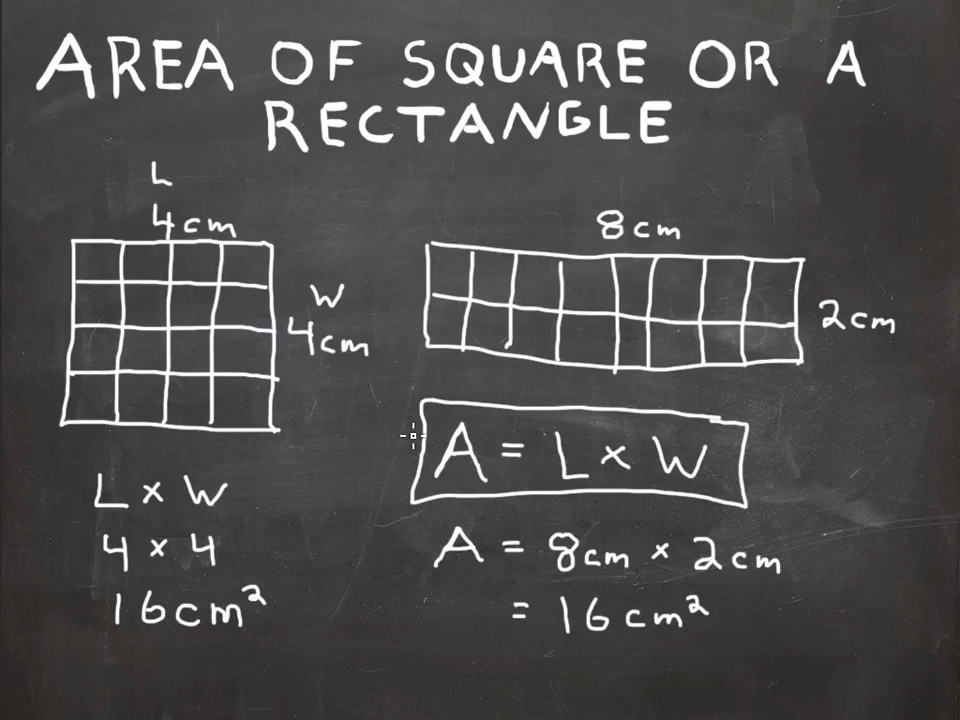 AREA OF SQUARE OR A
RECTANGLE
L
4cm
W
4cm
L x W
4 x 4
16cm²
8cm
2cm
A = L x W
A = 8cm x 2cm
= 16cm²